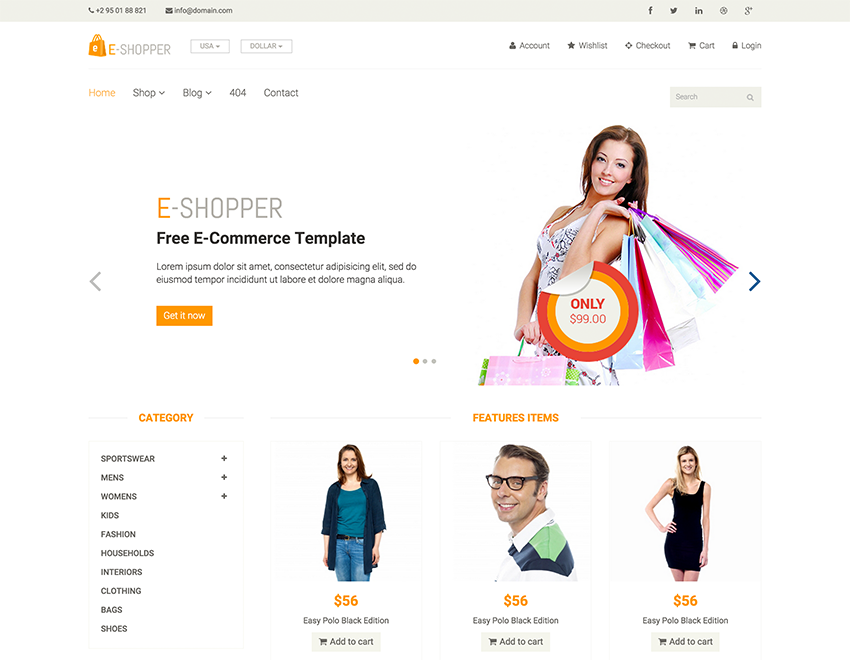 +2 95 01 88 821 info@domain.com
E-SHOPPER USA DOLLAR Account Wishlist Checkout Cart Login
Home Shop Blog 404 Contact Search
E-SHOPPER
Free E-Commerce Template
Lorem ipsum dolor sit amet, consectetur adipisicing elit, sed do
eiusmod tempor incididunt ut labore et dolore magna aliqua.
Get it now
ONLY
$99.00
CATEGORY
SPORTSWEAR
MENS
WOMENS
KIDS
FASHION
HOUSEHOLDS
INTERIORS
CLOTHING
BAGS
SHOES
FEATURES ITEMS
$56
Easy Polo Black Edition
Add to cart
$56
Easy Polo Black Edition
Add to cart
$56
Easy Polo Black Edition
Add to cart